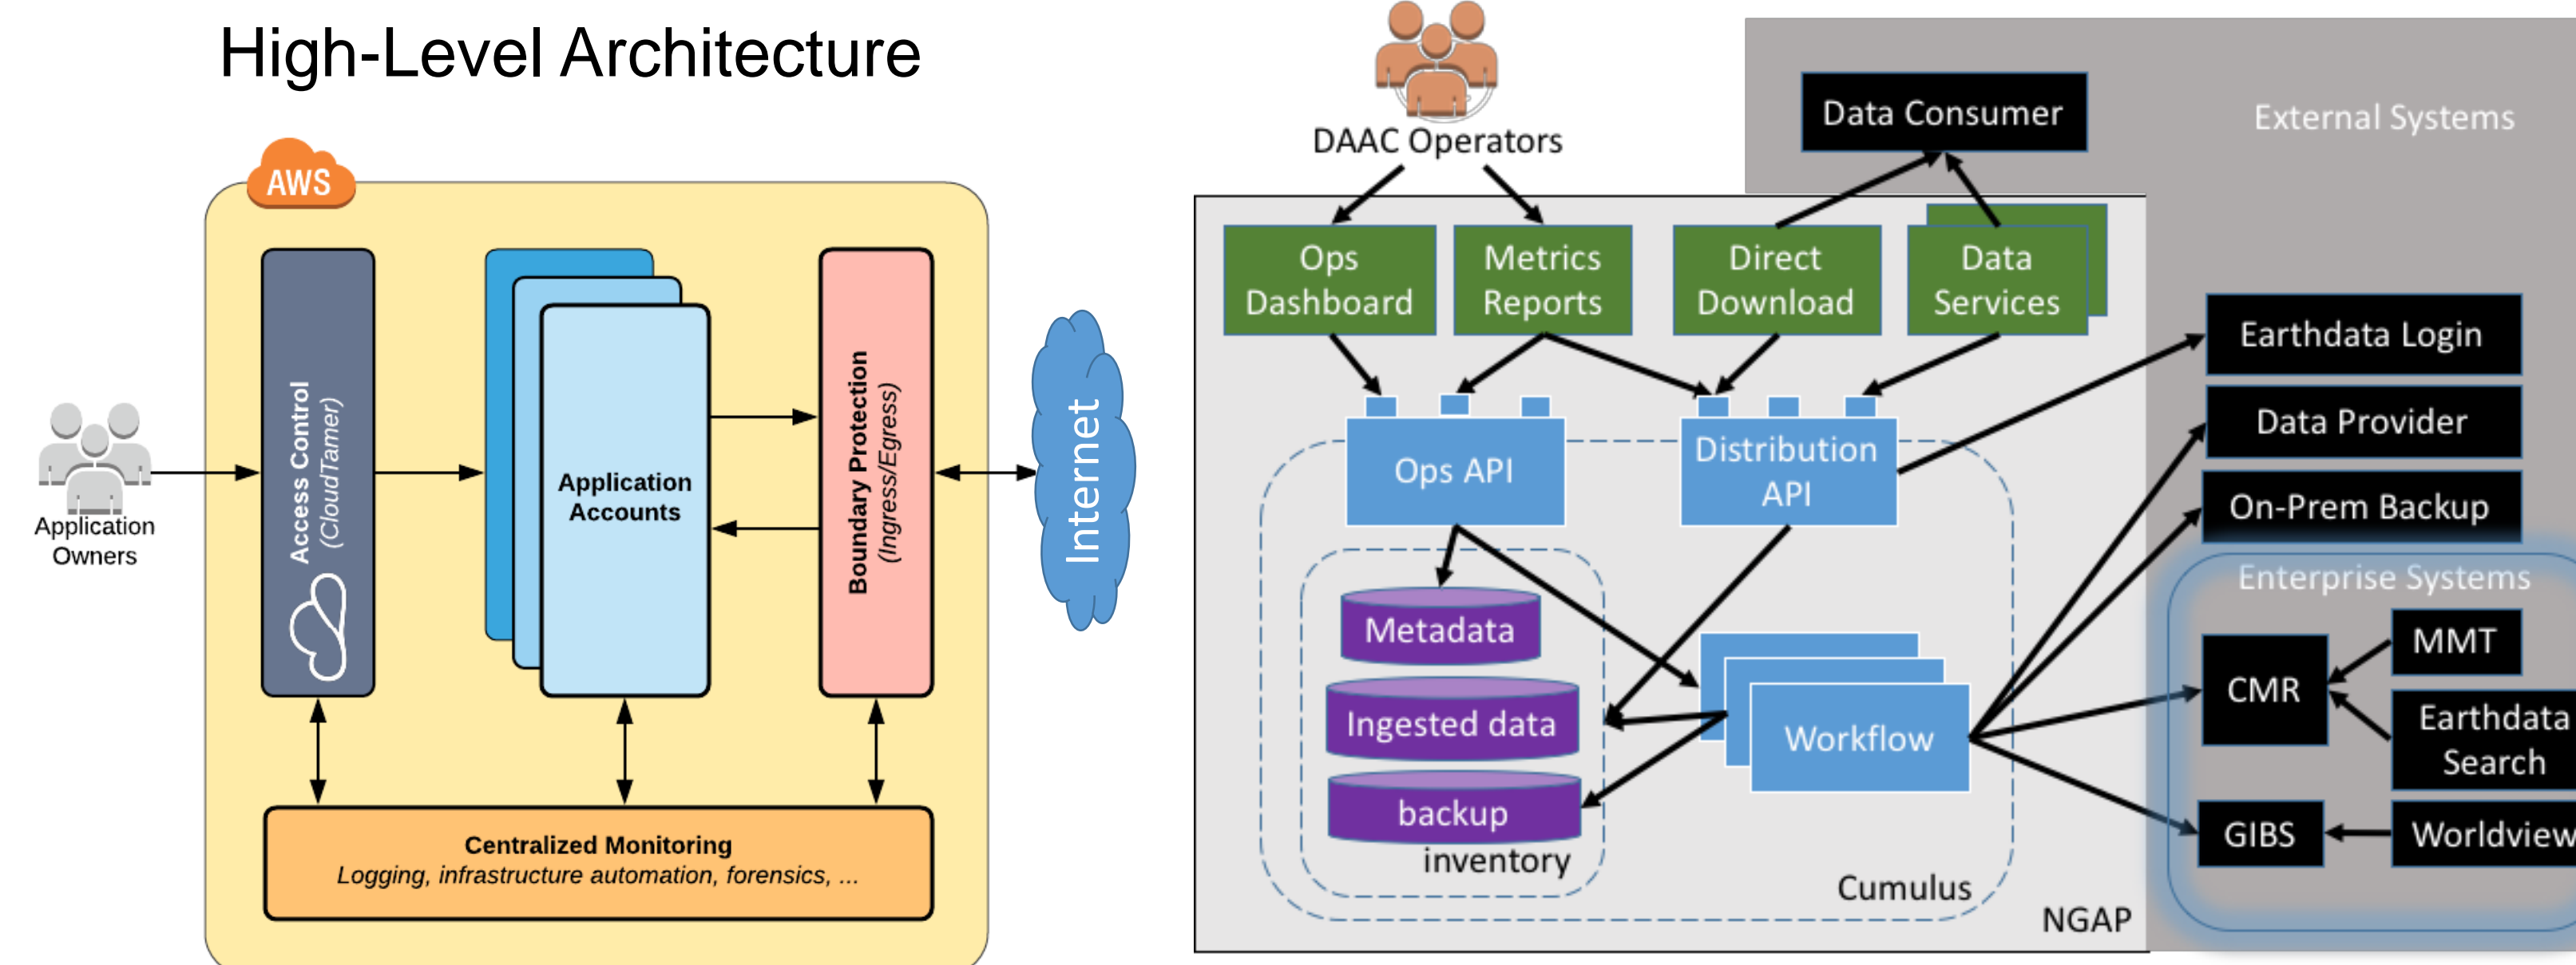 High-Level Architecture
AWS
Application
Owners
Access Control
(CloudTamer)
Application
Accounts
Boundary Protection
(Ingress/Egress)
Internet
Centralized Monitoring
Logging, infrastructure automation, forensics, ...
DAAC Operators
Data Consumer
External Systems
Ops
Dashboard
Metrics
Reports
Direct
Download
Data
Services
Earthdata Login
Data Provider
On-Prem Backup
Ops API
Distribution
API
Enterprise Systems
Metadata
Ingested data
backup
inventory
Workflow
CMR
MMT
Earthdata
Search
GIBS
Worldview
Cumulus
NGAP